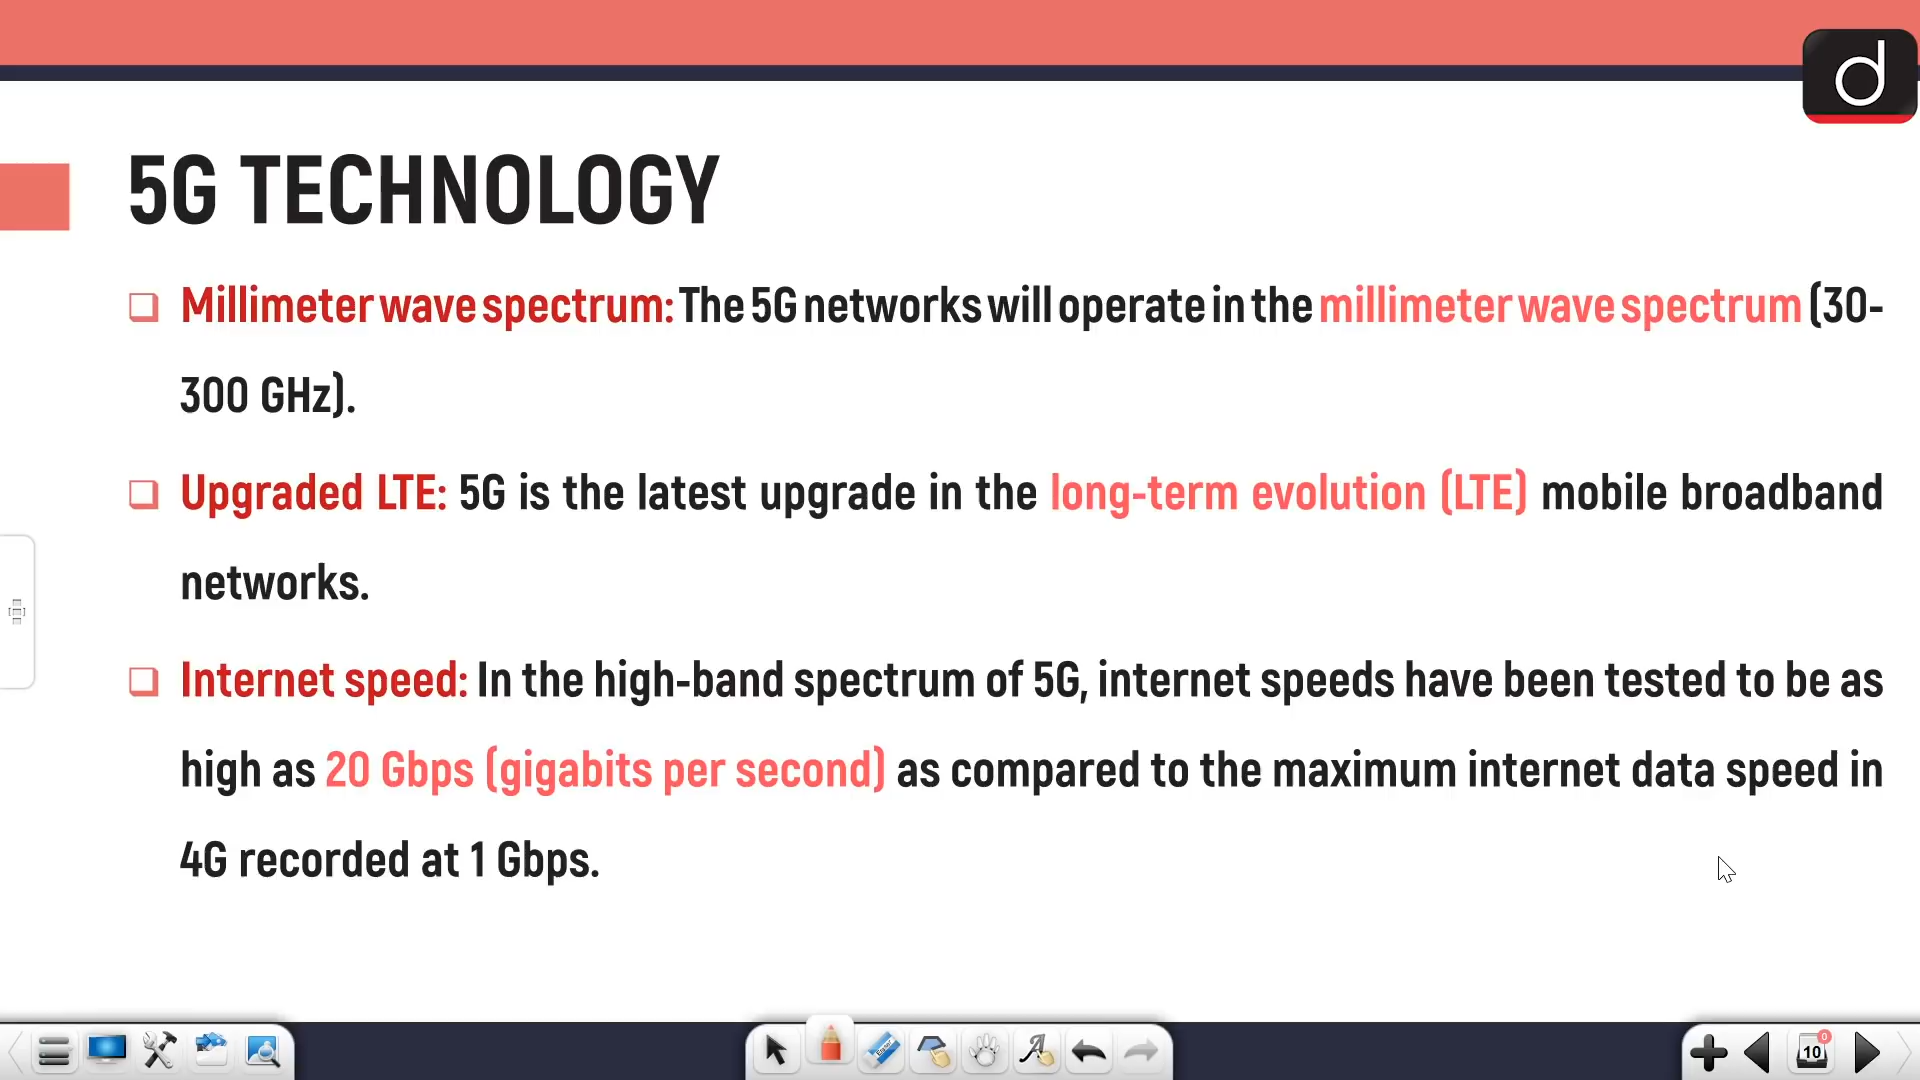 d
5G TECHNOLOGY
Millimeter wave spectrum: The 5G networks will operate in the millimeter wave spectrum (30-
300 GHz).
Upgraded LTE: 5G is the latest upgrade in the long-term evolution (LTE) mobile broadband
networks.
Internet speed: In the high-band spectrum of 5G, internet speeds have been tested to be as
high as 20 Gbps (gigabits per second) as compared to the maximum internet data speed in
4G recorded at 1 Gbps.
Eraser
A
10
0